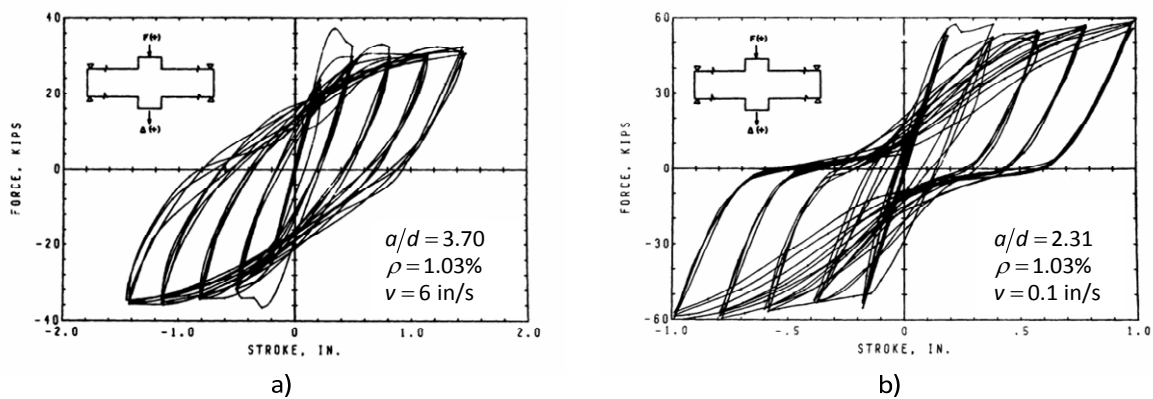 40
20
0
-20
-40
-2.0
-1.0
0
1.0
2.0
FORCE, KIPS
STROKE, IN.
F(+)
Δ(+)
a/d = 3.70
ρ = 1.03%
v = 6 in/s
a)
60
30
0
-30
-60
-1.0
-.5
0
.5
1.0
FORCE, KIPS
STROKE, IN.
F(+)
Δ(+)
a/d = 2.31
ρ = 1.03%
v = 0.1 in/s
b)